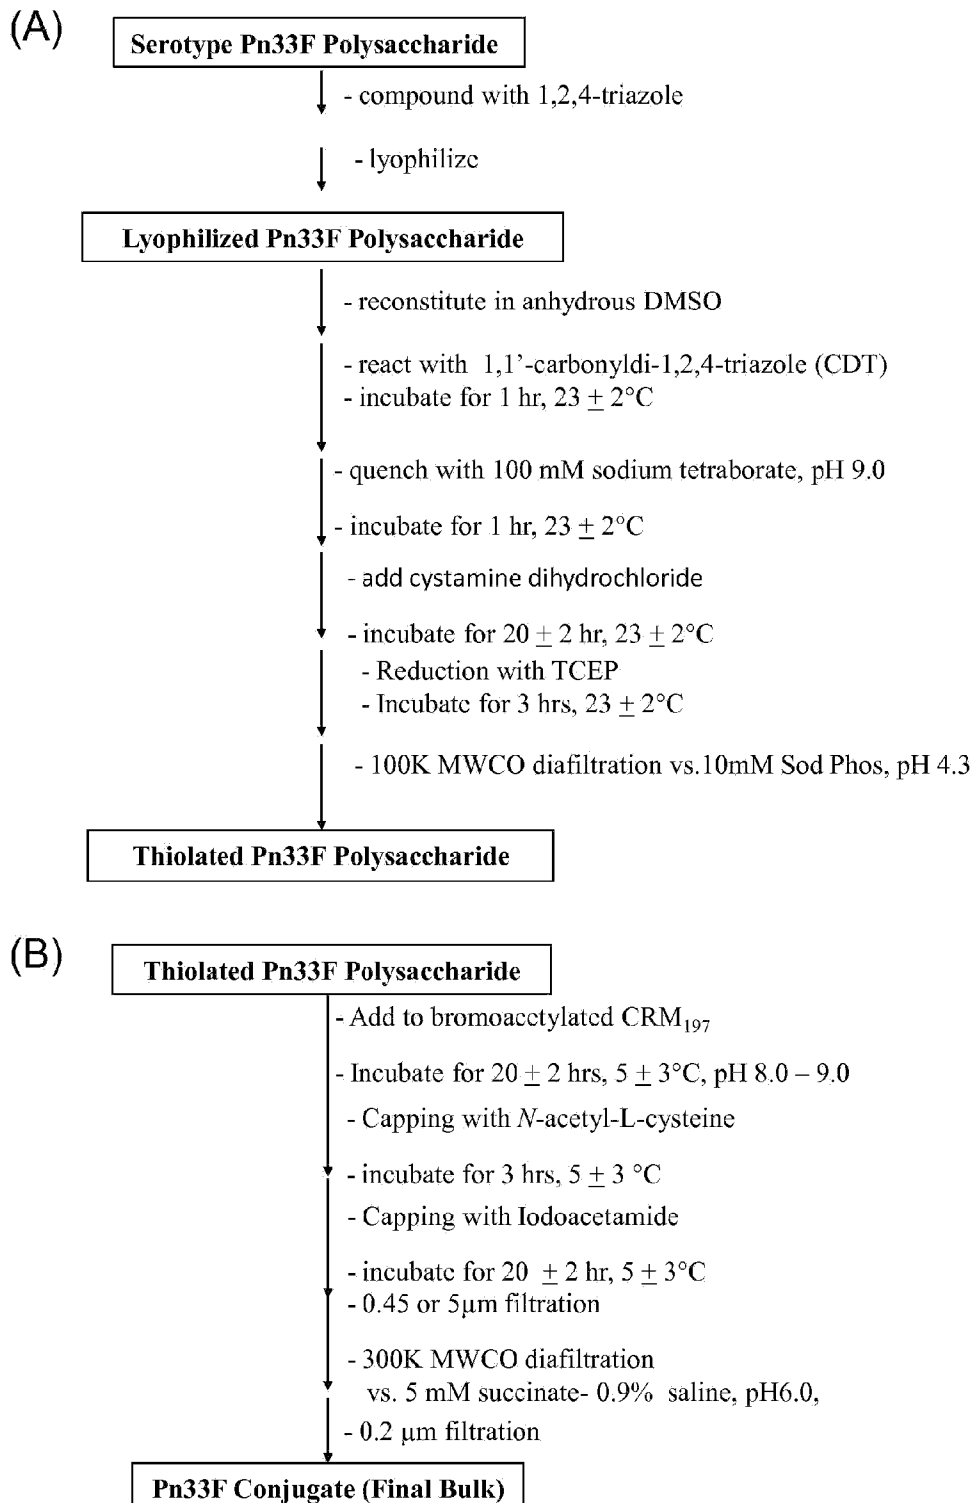 (A)
Serotype Pn33F Polysaccharide
- compound with 1,2,4-triazole
- lyophilize
Lyophilized Pn33F Polysaccharide
- reconstitute in anhydrous DMSO
- react with 1,1’-carbonyldi-1,2,4-triazole (CDT)
- incubate for 1 hr, 23 ± 2°C
- quench with 100 mM sodium tetraborate, pH 9.0
- incubate for 1 hr, 23 ± 2°C
- add cystamine dihydrochloride
- incubate for 20 ± 2 hr, 23 ± 2°C
- Reduction with TCEP
- Incubate for 3 hrs, 23 ± 2°C
- 100K MWCO diafiltration vs.10mM Sod Phos, pH 4.3
Thiolated Pn33F Polysaccharide
(B)
Thiolated Pn33F Polysaccharide
- Add to bromoacetylated CRM₁₉₇
- Incubate for 20 ± 2 hrs, 5 ± 3°C, pH 8.0 – 9.0
- Capping with N-acetyl-L-cysteine
- incubate for 3 hrs, 5 ± 3 °C
- Capping with Iodoacetamide
- incubate for 20 ± 2 hr, 5 ± 3°C
- 0.45 or 5µm filtration
- 300K MWCO diafiltration
vs. 5 mM succinate- 0.9% saline, pH6.0,
- 0.2 µm filtration
Pn33F Conjugate (Final Bulk)